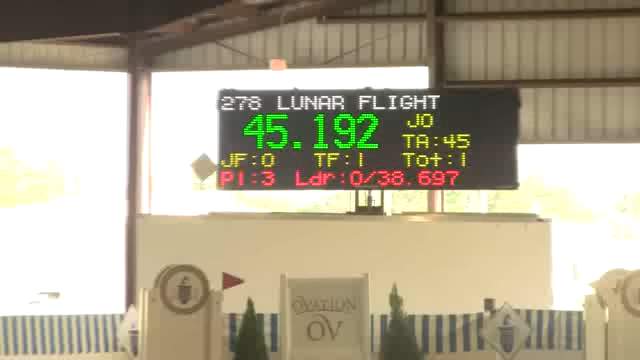 278 LUNAR FLIGHT
45.192 JO
TA:45
JF:0 TF:1 Tot:1
Pl:3 Ldr:0/38.697
OVATION
OV